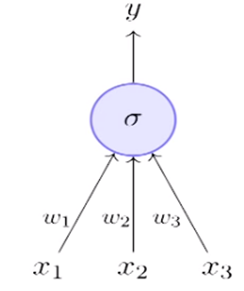 y
σ
w₁ w₂ w₃
x₁ x₂ x₃